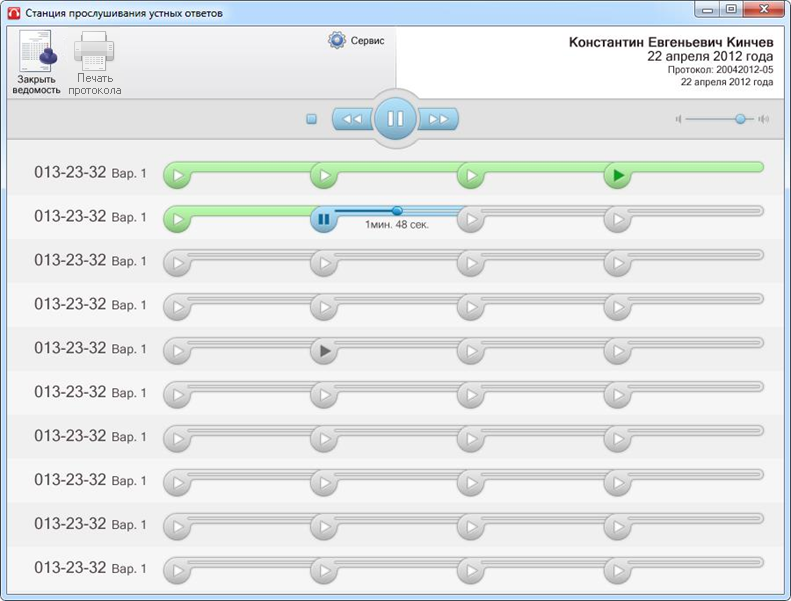 Станция прослушивания устных ответов
Закрыть
ведомость
Печать
протокола
Сервис
Константин Евгеньевич Кинчев
22 апреля 2012 года
Протокол: 20042012-05
22 апреля 2012 года
013-23-32 Вар. 1
013-23-32 Вар. 1
1мин. 48 сек.
013-23-32 Вар. 1
013-23-32 Вар. 1
013-23-32 Вар. 1
013-23-32 Вар. 1
013-23-32 Вар. 1
013-23-32 Вар. 1
013-23-32 Вар. 1
013-23-32 Вар. 1